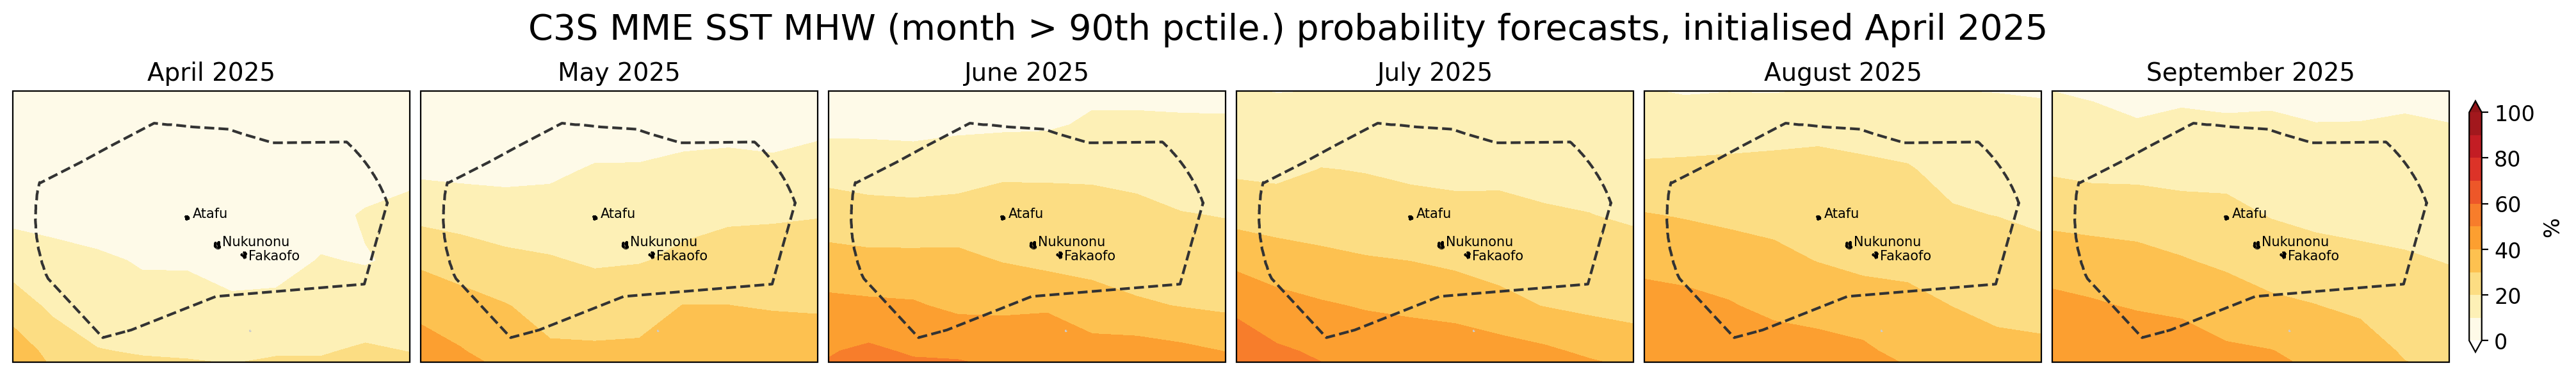 C3S MME SST MHW (month > 90th pctile.) probability forecasts, initialised April 2025
April 2025
May 2025
June 2025
July 2025
August 2025
September 2025
Atafu
Nukunonu
Fakaofo
Atafu
Nukunonu
Fakaofo
Atafu
Nukunonu
Fakaofo
Atafu
Nukunonu
Fakaofo
Atafu
Nukunonu
Fakaofo
Atafu
Nukunonu
Fakaofo
100
80
60
40
20
0
%